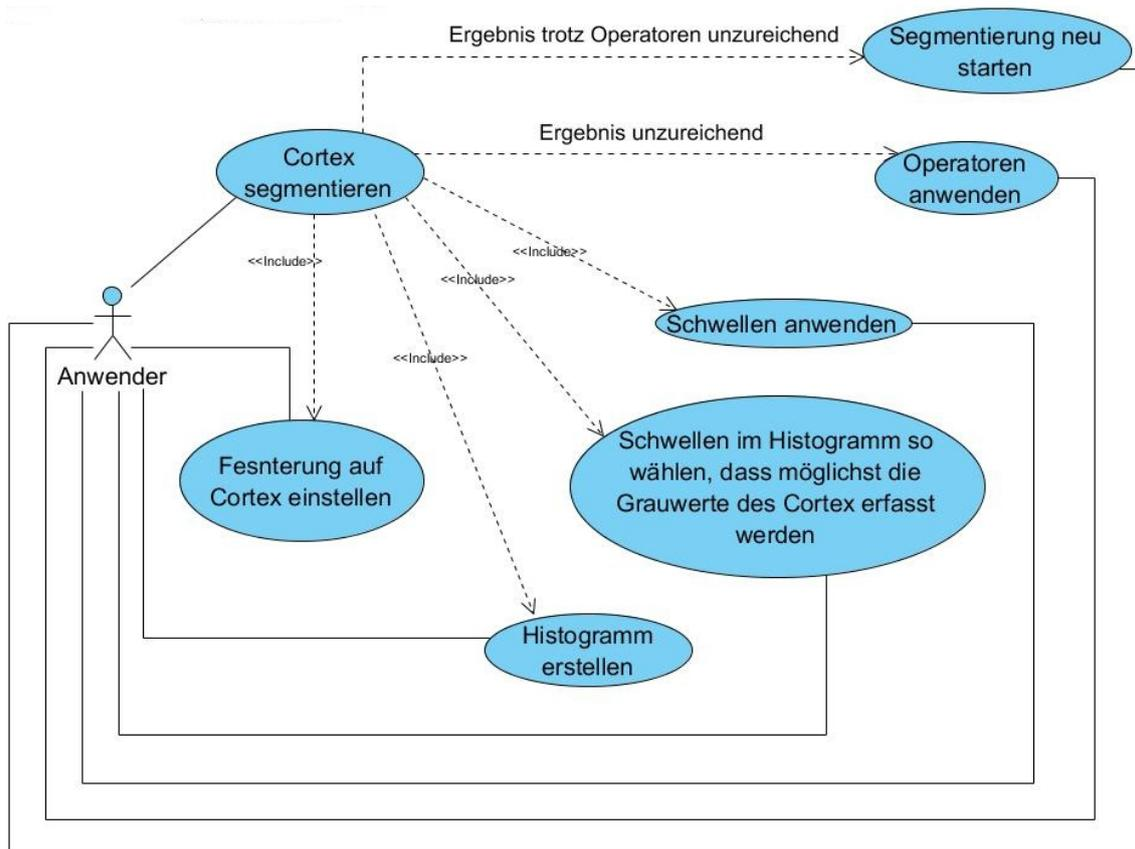 Ergebnis trotz Operatoren unzureichend
Segmentierung neu
starten
Ergebnis unzureichend
Cortex
segmentieren
Operatoren
anwenden
<<Include>>
<<Include>>
<<Include>>
Schwellen anwenden
<<Include>>
Anwender
Fesnterung auf
Cortex einstellen
Schwellen im Histogramm so
wählen, dass möglichst die
Grauwerte des Cortex erfasst
werden
Histogramm
erstellen